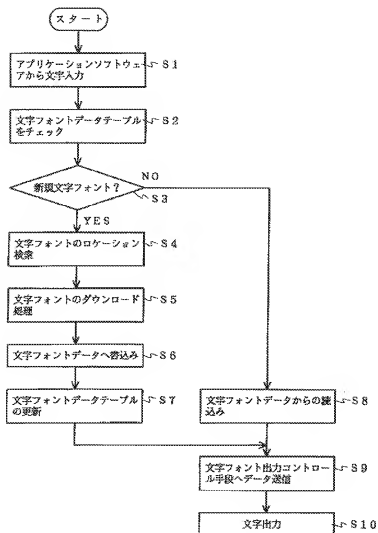 スタート
アプリケーションソフトウェ
アから文字入力
S1
文字フォントデータテーブル
をチェック
S2
新規文字フォント?
NO
S3
YES
文字フォントのロケーション
検索
S4
文字フォントのダウンロード
処理
S5
文字フォントデータへ書込み
S6
文字フォントデータテーブル
の更新
S7
文字フォントデータからの読
込み
S8
文字フォント出力コントロー
ル手段へデータ送信
S9
文字出力
S10